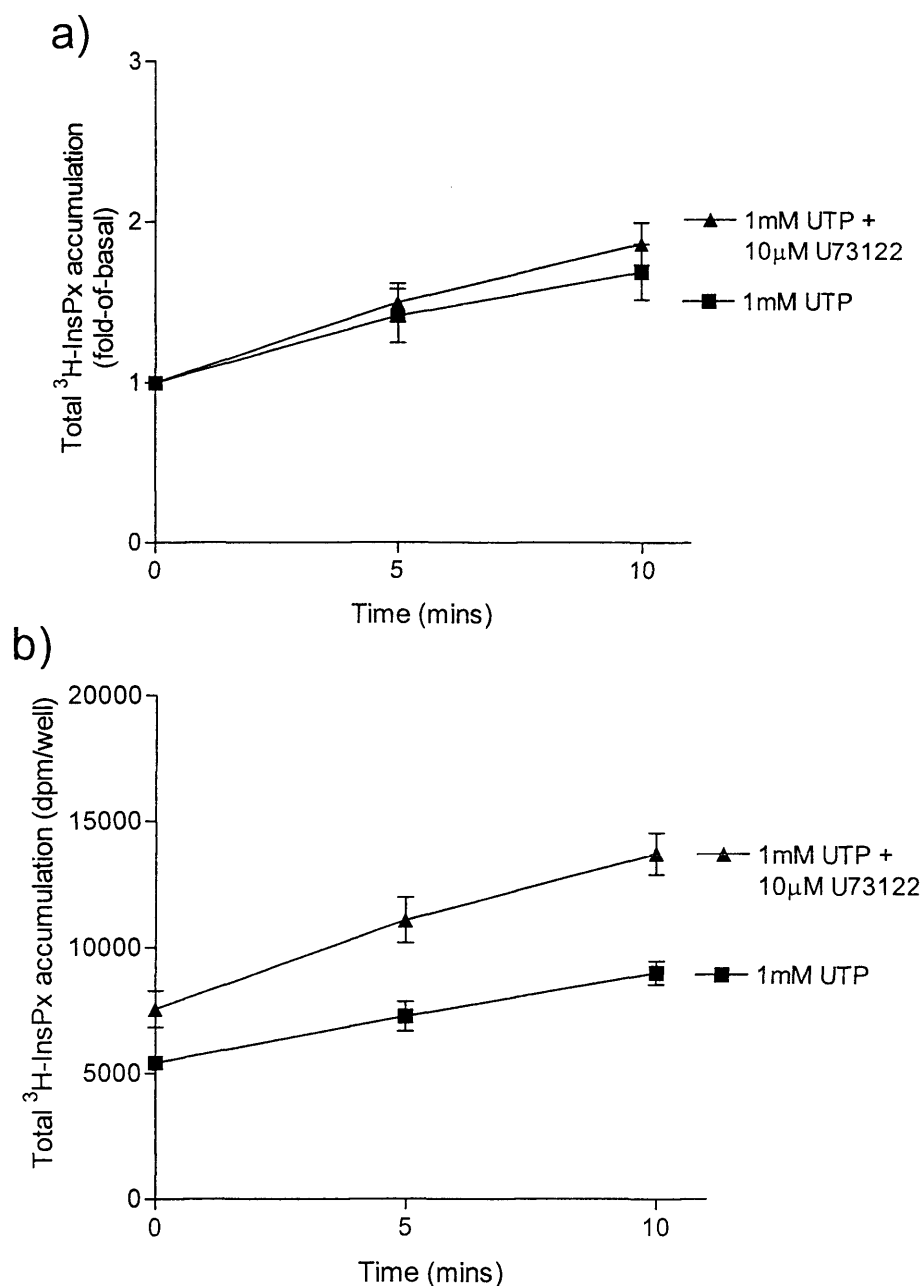 a)
Total ³H-InsPx accumulation
(fold-of-basal)
3
2
1
0
0 5 10
Time (mins)
1mM UTP +
10μM U73122
1mM UTP
b)
Total ³H-InsPx accumulation (dpm/well)
20000
15000
10000
5000
0
0 5 10
Time (mins)
1mM UTP +
10μM U73122
1mM UTP